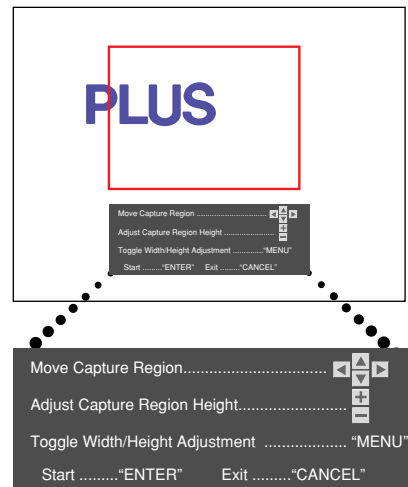 PLUS
Move Capture Region ................................
Adjust Capture Region Height ........................
Toggle Width/Height Adjustment ..............“MENU”
Start .........“ENTER” Exit .........“CANCEL”
Move Capture Region.................................
Adjust Capture Region Height.........................
Toggle Width/Height Adjustment ................... “MENU”
Start .........“ENTER” Exit .........“CANCEL”